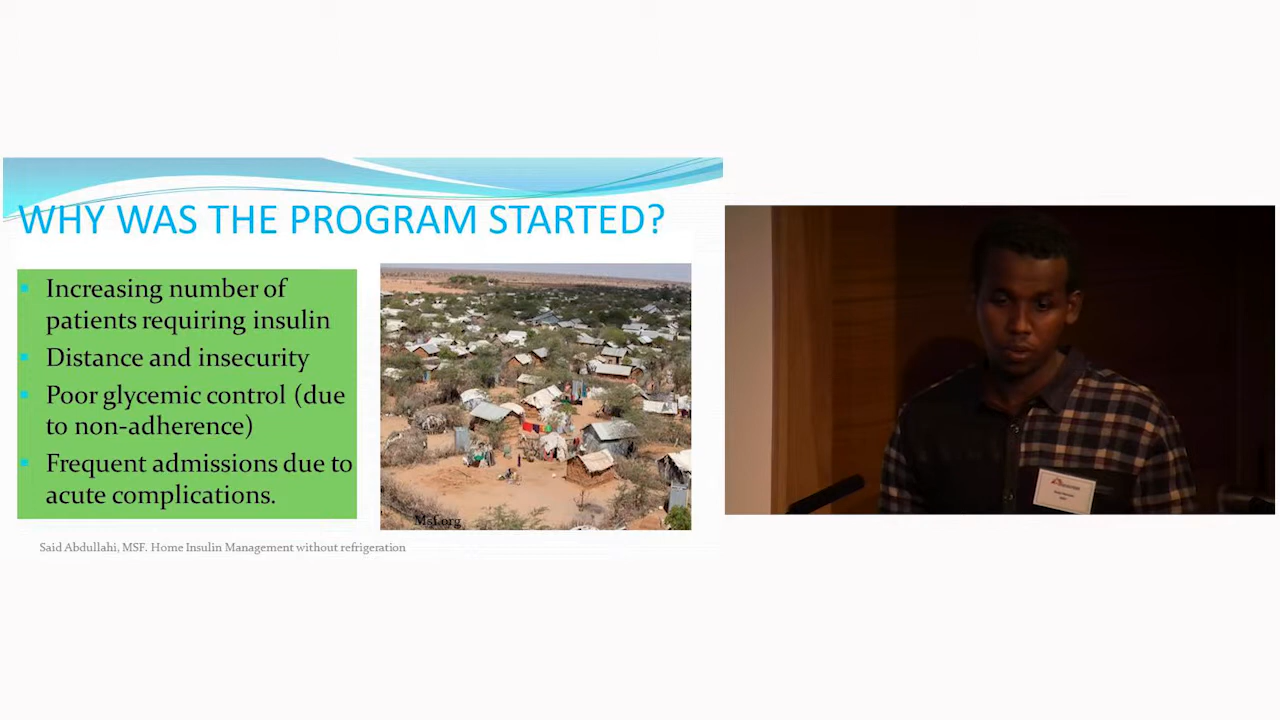 WHY WAS THE PROGRAM STARTED?
Increasing number of
patients requiring insulin
Distance and insecurity
Poor glycemic control (due
to non-adherence)
Frequent admissions due to
acute complications.
Msf.org
Said Abdullahi, MSF. Home Insulin Management without refrigeration